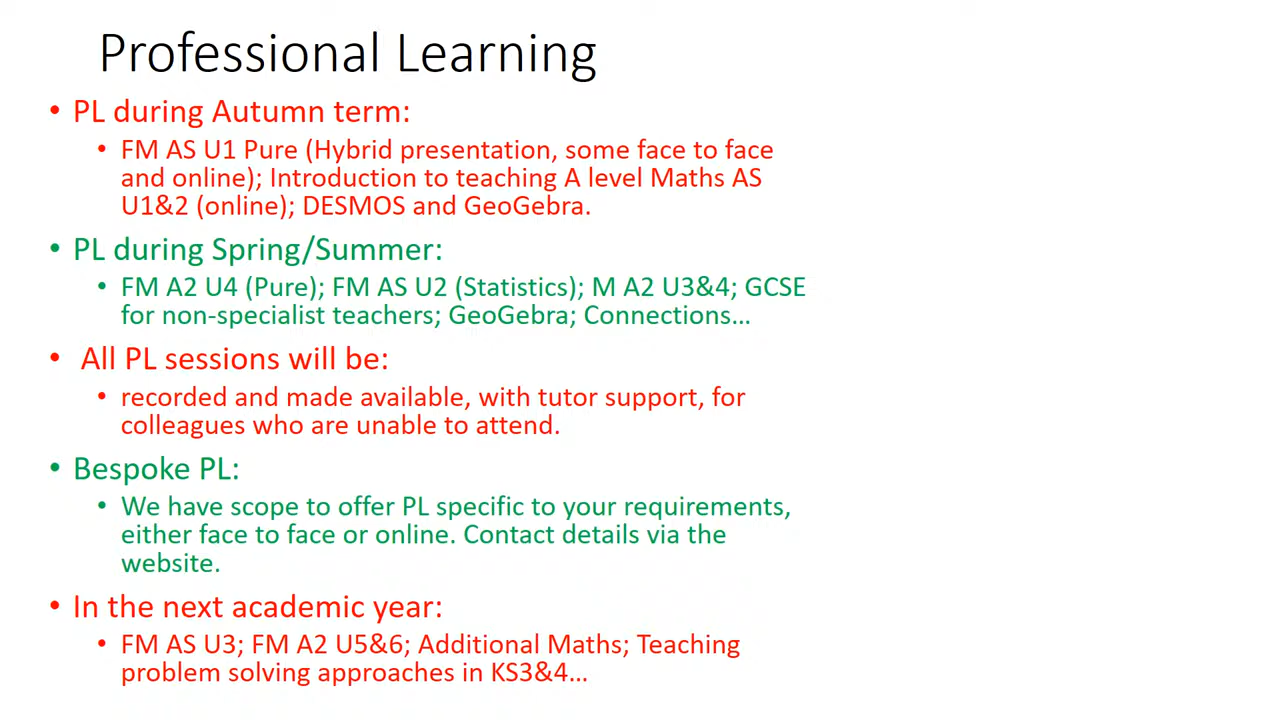 Professional Learning
• PL during Autumn term:
• FM AS U1 Pure (Hybrid presentation, some face to face
and online); Introduction to teaching A level Maths AS
U1&2 (online); DESMOS and GeoGebra.
• PL during Spring/Summer:
• FM A2 U4 (Pure); FM AS U2 (Statistics); M A2 U3&4; GCSE
for non-specialist teachers; GeoGebra; Connections...
• All PL sessions will be:
• recorded and made available, with tutor support, for
colleagues who are unable to attend.
• Bespoke PL:
• We have scope to offer PL specific to your requirements,
either face to face or online. Contact details via the
website.
• In the next academic year:
• FM AS U3; FM A2 U5&6; Additional Maths; Teaching
problem solving approaches in KS3&4...